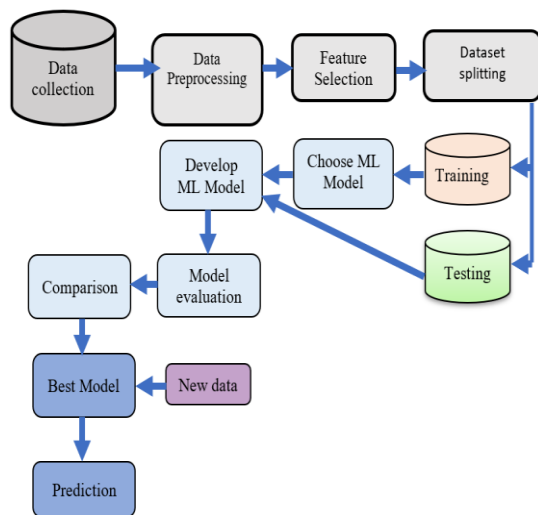 Data
collection
Data
Preprocessing
Feature
Selection
Dataset
splitting
Develop
ML Model
Choose ML
Model
Training
Testing
Comparison
Model
evaluation
Best Model
New data
Prediction